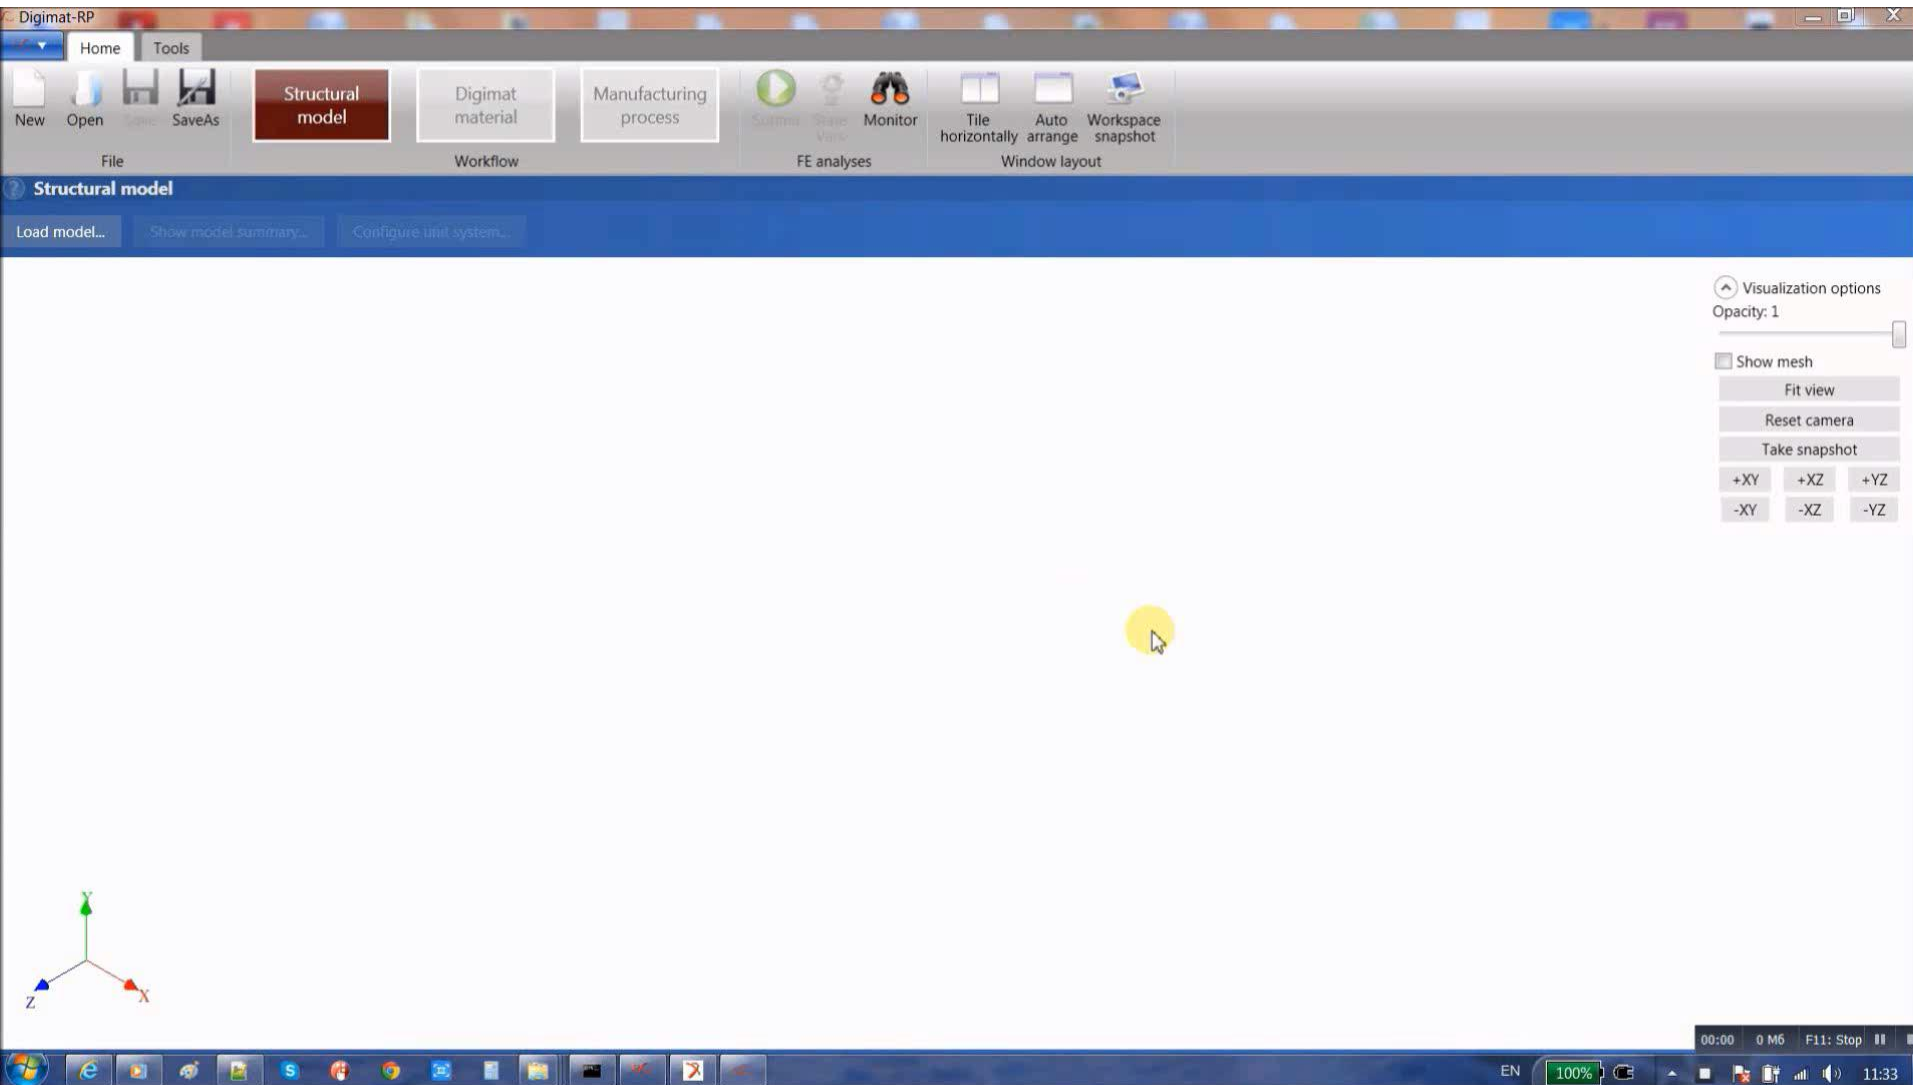 Digimat-RP
Home
Tools
New
Open
Save
SaveAs
File
Structural
model
Digimat
material
Manufacturing
process
Workflow
Submit
Monitor
FE analyses
Tile
horizontally
Auto
arrange
Workspace
snapshot
Window layout
? Structural model
Load model...
Show model summary...
Configure unit system...
Visualization options
Opacity: 1
Show mesh
Fit view
Reset camera
Take snapshot
+XY
+XZ
+YZ
-XY
-XZ
-YZ
Y
Z
X
00:00
0 Мб
F11: Stop
EN
100%
11:33